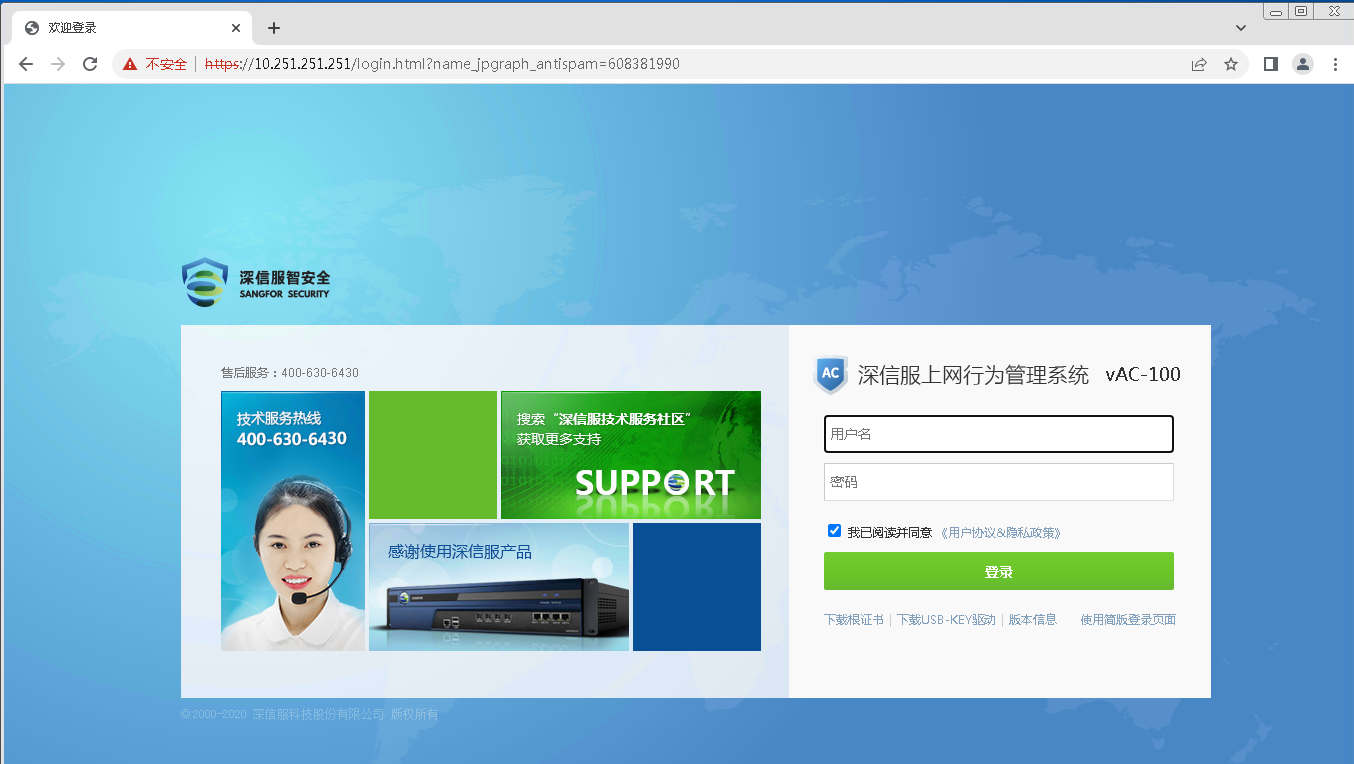 欢迎登录
不安全 https://10.251.251.251/login.html?name_jpgraph_antispam=608381990
深信服智安全
SANGFOR SECURITY
售后服务：400-630-6430
技术服务热线
400-630-6430
搜索“深信服技术服务社区”
获取更多支持
SUPPORT
感谢使用深信服产品
AC 深信服上网行为管理系统 vAC-100
用户名
密码
我已阅读并同意 《用户协议&隐私政策》
登录
下载根证书 | 下载USB-KEY驱动 | 版本信息 使用简版登录页面
©2000-2020 深信服科技股份有限公司 版权所有